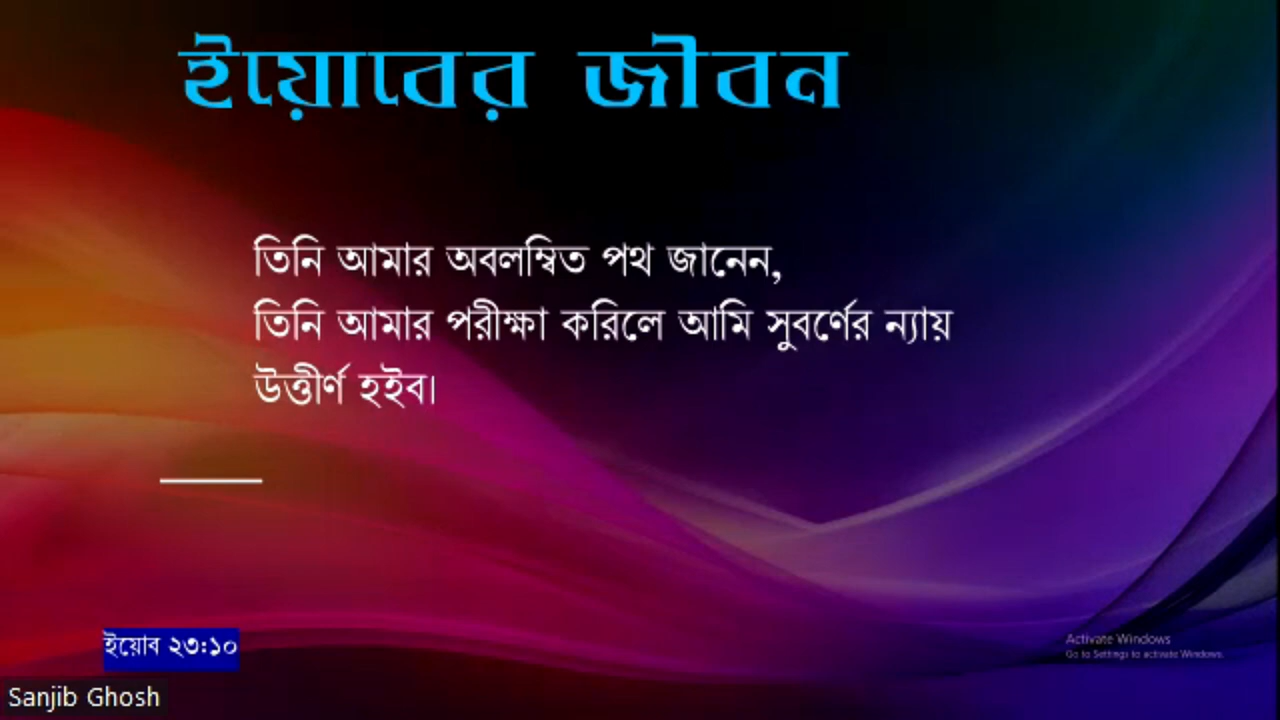 ইয়োবের জীবন
তিনি আমার অবলম্বিত পথ জানেন,
তিনি আমার পরীক্ষা করিলে আমি সুবর্ণের ন্যায়
উত্তীর্ণ হইব।
ইয়োব ২৩:১০
Activate Windows
Go to Settings to activate Windows.
Sanjib Ghosh